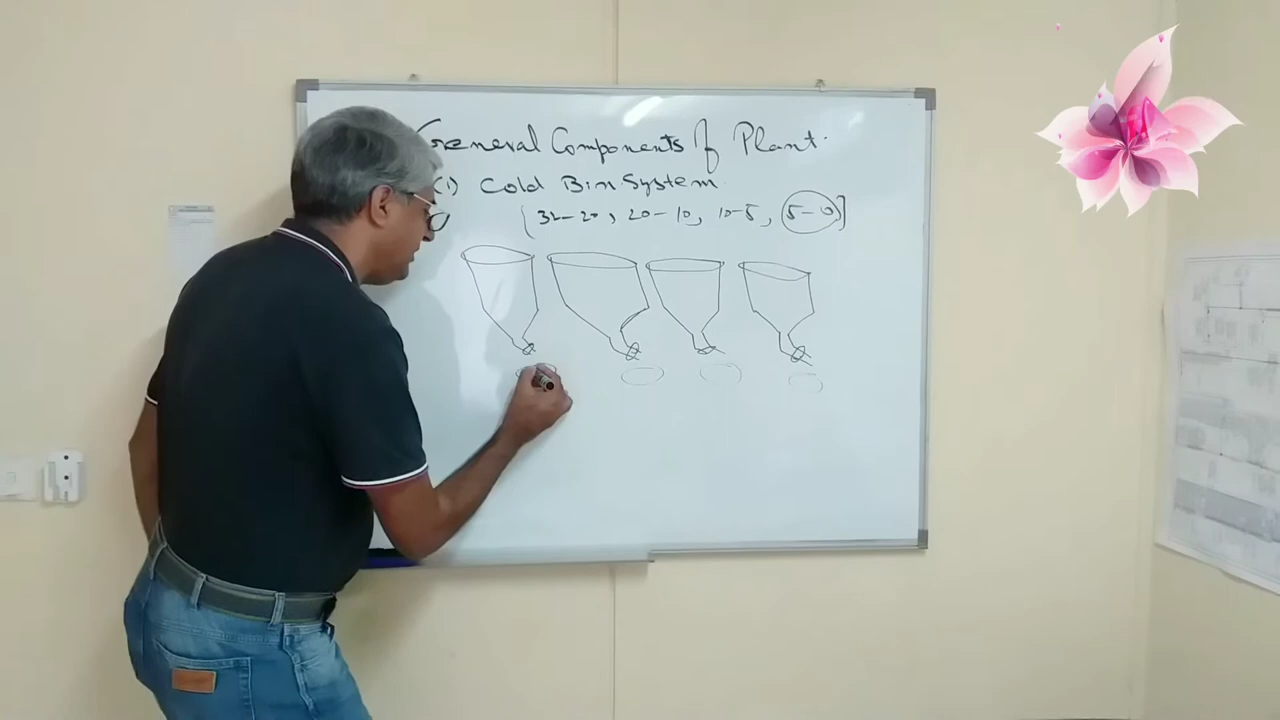 General Components of Plant.
(1) Cold Bin System
[32-20, 20-10, 10-5, 5-0]